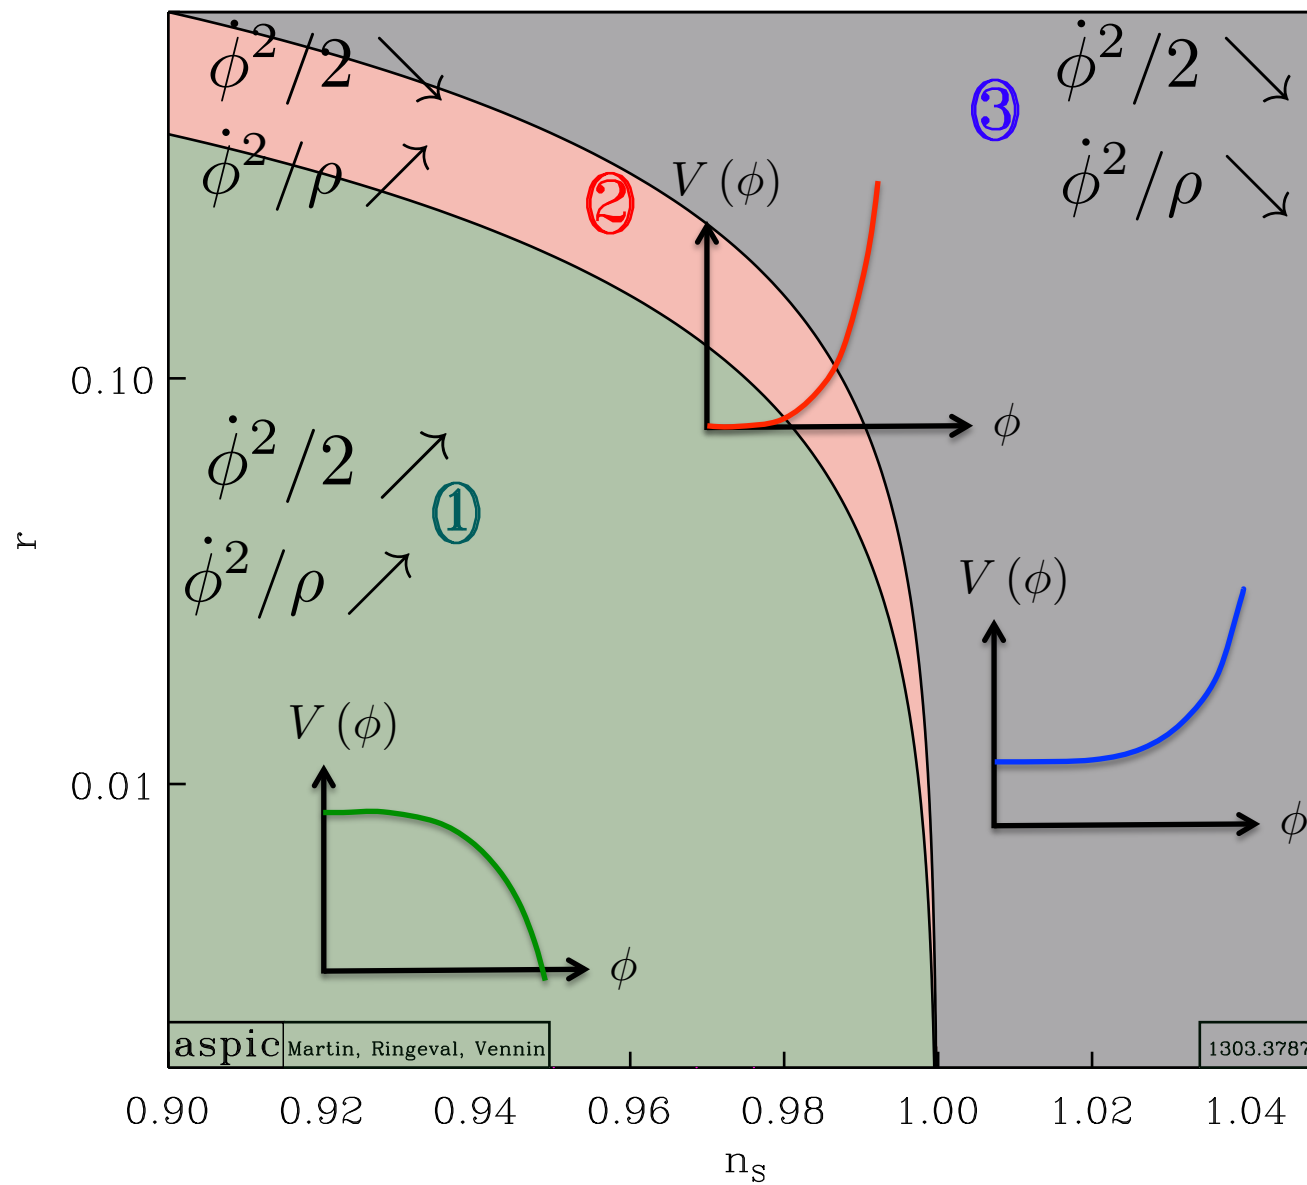 φ̇²/2 ↘
φ̇²/ρ ↗
②
φ̇²/2 ↘
φ̇²/ρ ↘
③
V (φ)
φ
0.10
φ̇²/2 ↗
①
φ̇²/ρ ↗
r
V (φ)
φ
V (φ)
φ
0.01
aspic
Martin, Ringeval, Vennin
1303.3787
0.90 0.92 0.94 0.96 0.98 1.00 1.02 1.04
n_S